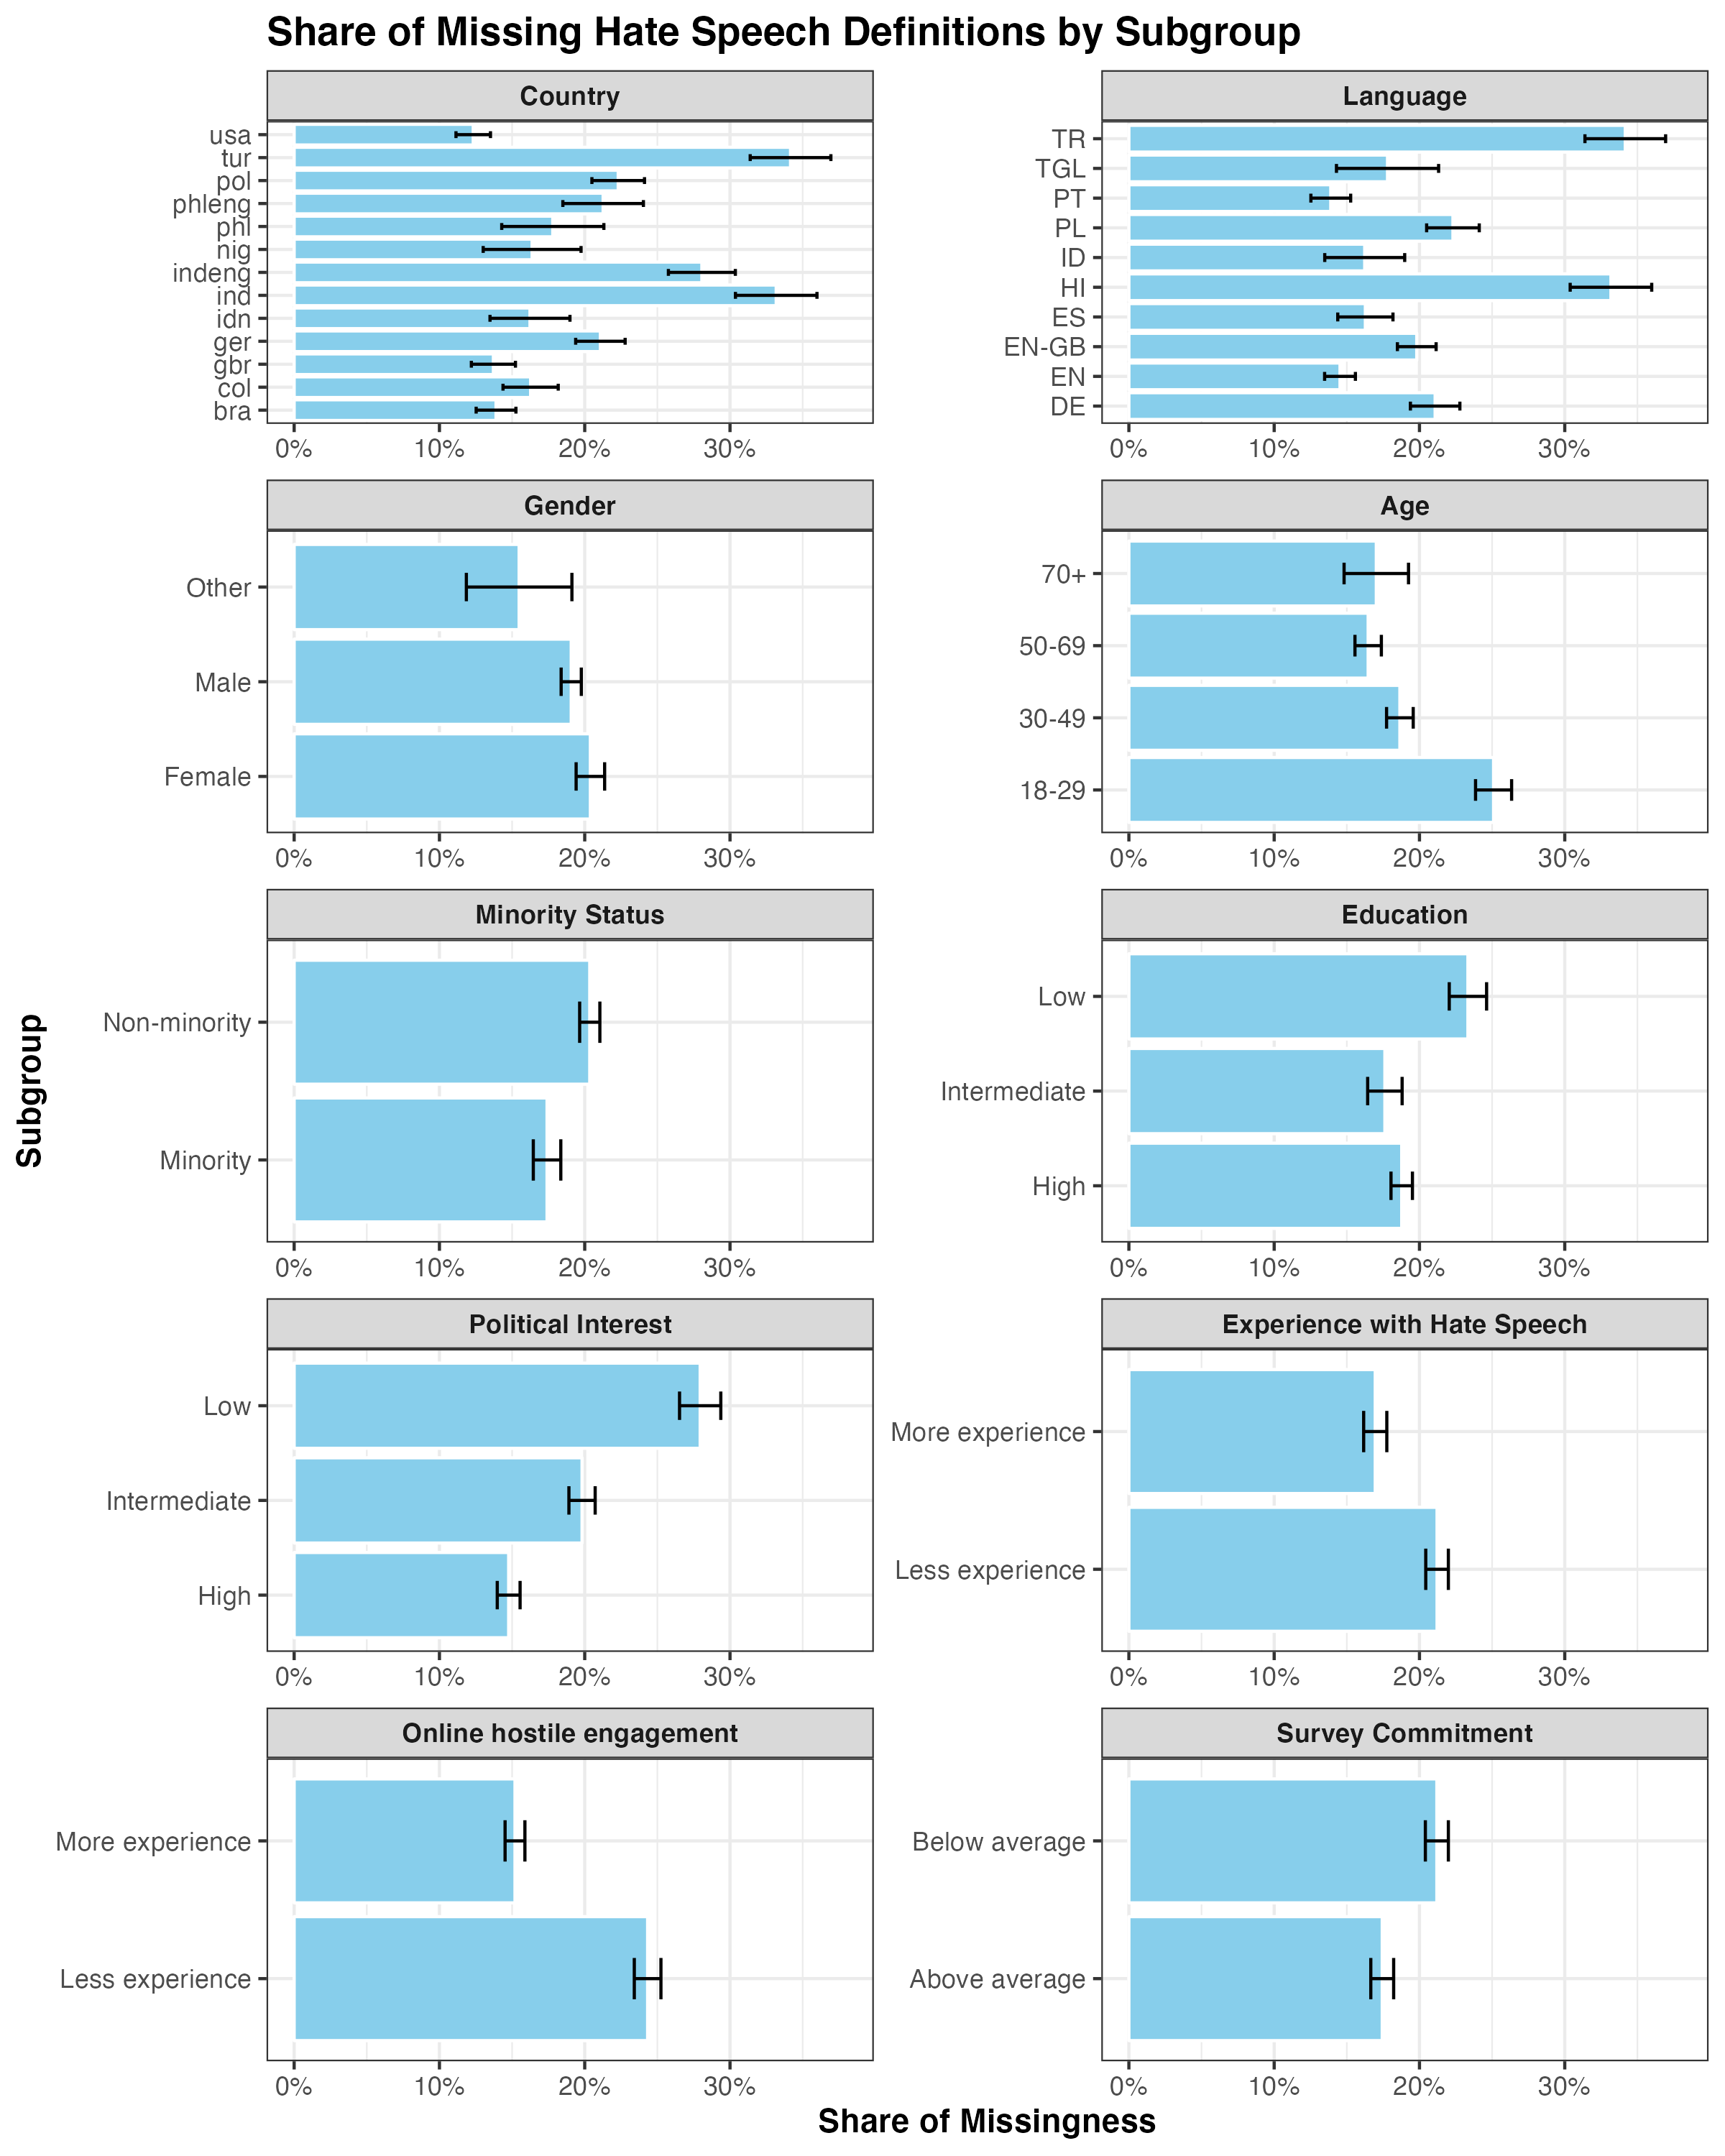 Share of Missing Hate Speech Definitions by Subgroup
Country
usa
tur
pol
phleng
phl
nig
indeng
ind
idn
ger
gbr
col
bra
0% 10% 20% 30%
Language
TR
TGL
PT
PL
ID
HI
ES
EN-GB
EN
DE
0% 10% 20% 30%
Gender
Other
Male
Female
0% 10% 20% 30%
Age
70+
50-69
30-49
18-29
0% 10% 20% 30%
Minority Status
Non-minority
Minority
0% 10% 20% 30%
Education
Low
Intermediate
High
0% 10% 20% 30%
Political Interest
Low
Intermediate
High
0% 10% 20% 30%
Experience with Hate Speech
More experience
Less experience
0% 10% 20% 30%
Online hostile engagement
More experience
Less experience
0% 10% 20% 30%
Survey Commitment
Below average
Above average
0% 10% 20% 30%
Subgroup
Share of Missingness